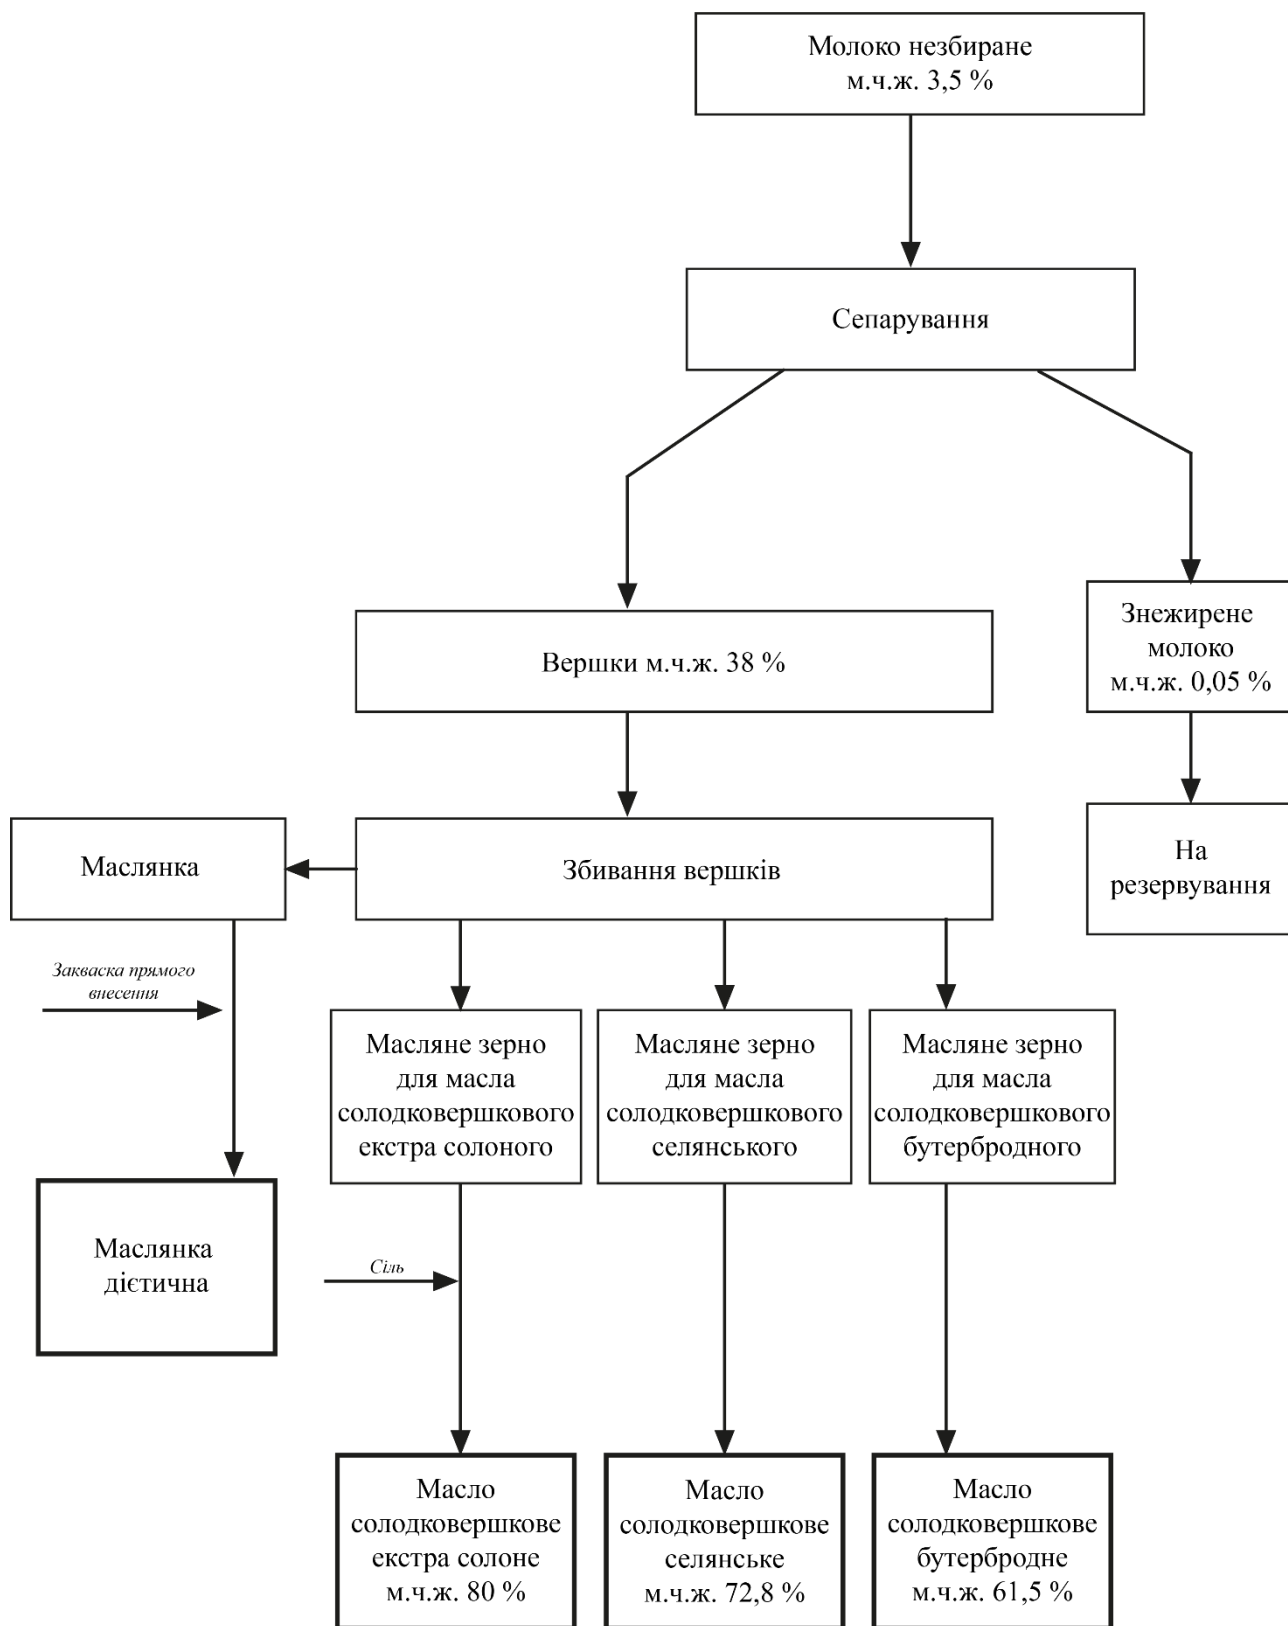 Молоко незбиране
м.ч.ж. 3,5 %
Сепарування
Вершки м.ч.ж. 38 %
Знежирене
молоко
м.ч.ж. 0,05 %
Маслянка
Збивання вершків
На
резервування
Закваска прямого
внесення
Масляне зерно
для масла
солодковершкового
екстра солоного
Масляне зерно
для масла
солодковершкового
селянського
Масляне зерно
для масла
солодковершкового
бутербродного
Маслянка
дієтична
Сіль
Масло
солодковершкове
екстра солоне
м.ч.ж. 80 %
Масло
солодковершкове
селянське
м.ч.ж. 72,8 %
Масло
солодковершкове
бутербродне
м.ч.ж. 61,5 %